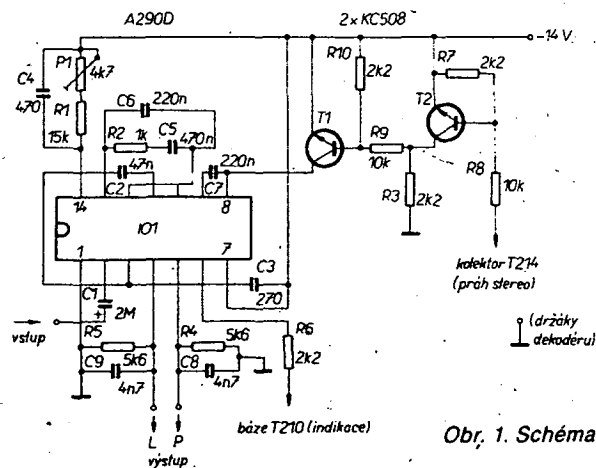 A290D
2x KC508
-14 V
P1
4k7
C4
470
R1
15k
C6
220n
R2
1k
C5
470n
47n
C2
220n
C7
14
8
IO1
1
7
T1
R10
2k2
R9
10k
R7
2k2
T2
R3
2k2
R8
10k
kolektor T214
(práh stereo)
C3
270
C1
+
2M
vstup
R5
5k6
C9
4n7
R4
5k6
C8
4n7
R6
2k2
(držáky
dekodéru)
L
P
výstup
báze T210 (indikace)
Obr. 1. Schéma